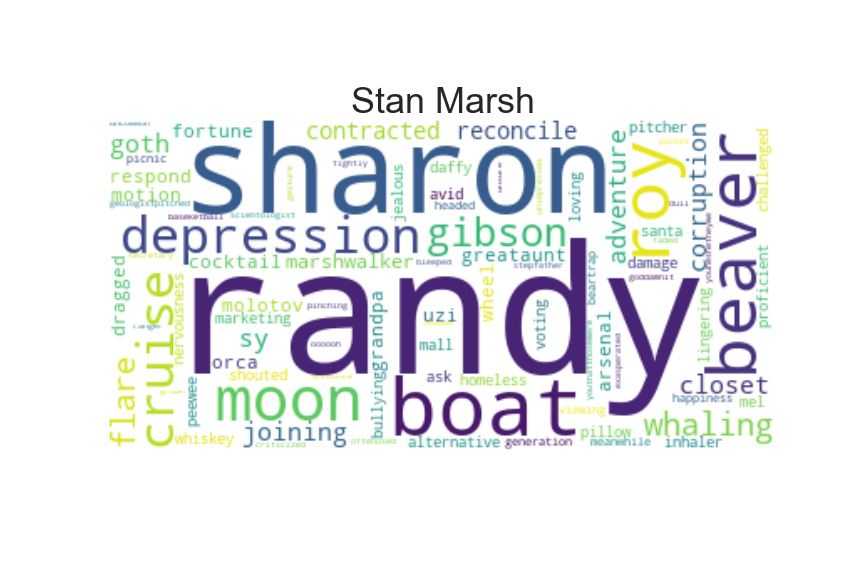 Stan Marsh
fortune
contracted
reconcile
pitcher
goth
picnic
sharon
tightly
daffy
adventure
roy
corruption
challenged
respond
motion
jealous
avid
headed
loving
beaver
baseketball
scientologist
santa
depression
gibson
greataunt
damage
dragged
cruise
nervousness
cocktail
marshwalker
bleeped
stepfather
beartrap
goddamnit
proficient
randy
molotov
pinching
marketing
uzi
wheel
voting
arsenal
lingering
sy
oooooh
mall
grandpa
exasperated
orca
ask
homeless
closet
flare
peewee
shouted
moon
boat
bullying
happiness
mel
viewing
whaling
whiskey
joining
pillow
criticized
alternative
generation
meanwhile
inhaler